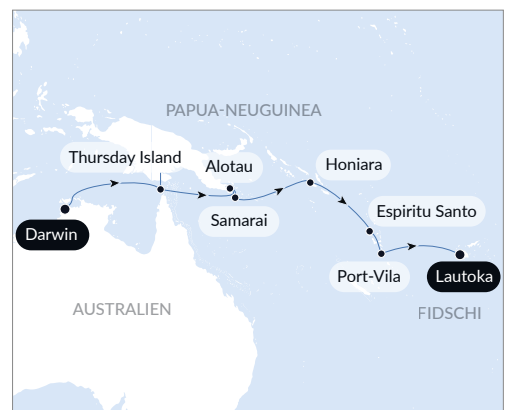 PAPUA-NEUGUINEA
Thursday Island
Alotau
Honiara
Samarai
Espiritu Santo
Darwin
Port-Vila
Lautoka
AUSTRALIEN
FIDSCHI